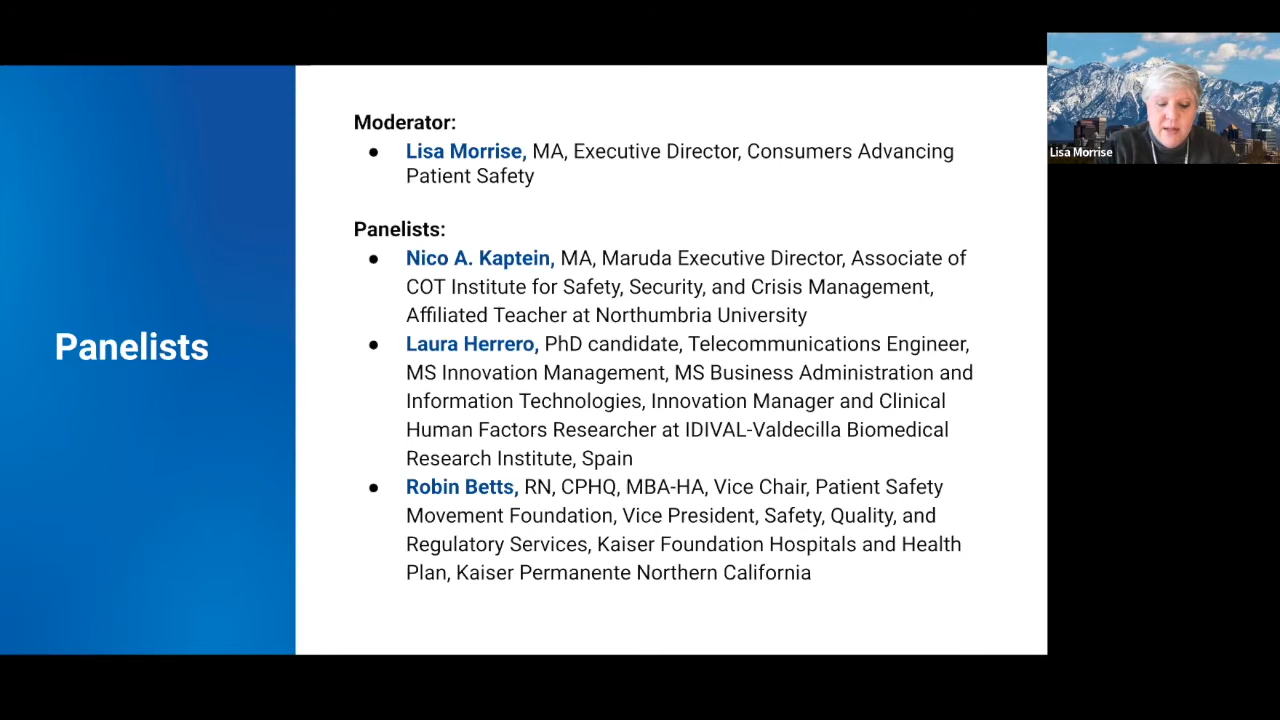 Panelists
Moderator:
● Lisa Morrise, MA, Executive Director, Consumers Advancing
Patient Safety
Panelists:
● Nico A. Kaptein, MA, Maruda Executive Director, Associate of
COT Institute for Safety, Security, and Crisis Management,
Affiliated Teacher at Northumbria University
● Laura Herrero, PhD candidate, Telecommunications Engineer,
MS Innovation Management, MS Business Administration and
Information Technologies, Innovation Manager and Clinical
Human Factors Researcher at IDIVAL-Valdecilla Biomedical
Research Institute, Spain
● Robin Betts, RN, CPHQ, MBA-HA, Vice Chair, Patient Safety
Movement Foundation, Vice President, Safety, Quality, and
Regulatory Services, Kaiser Foundation Hospitals and Health
Plan, Kaiser Permanente Northern California
Lisa Morrise